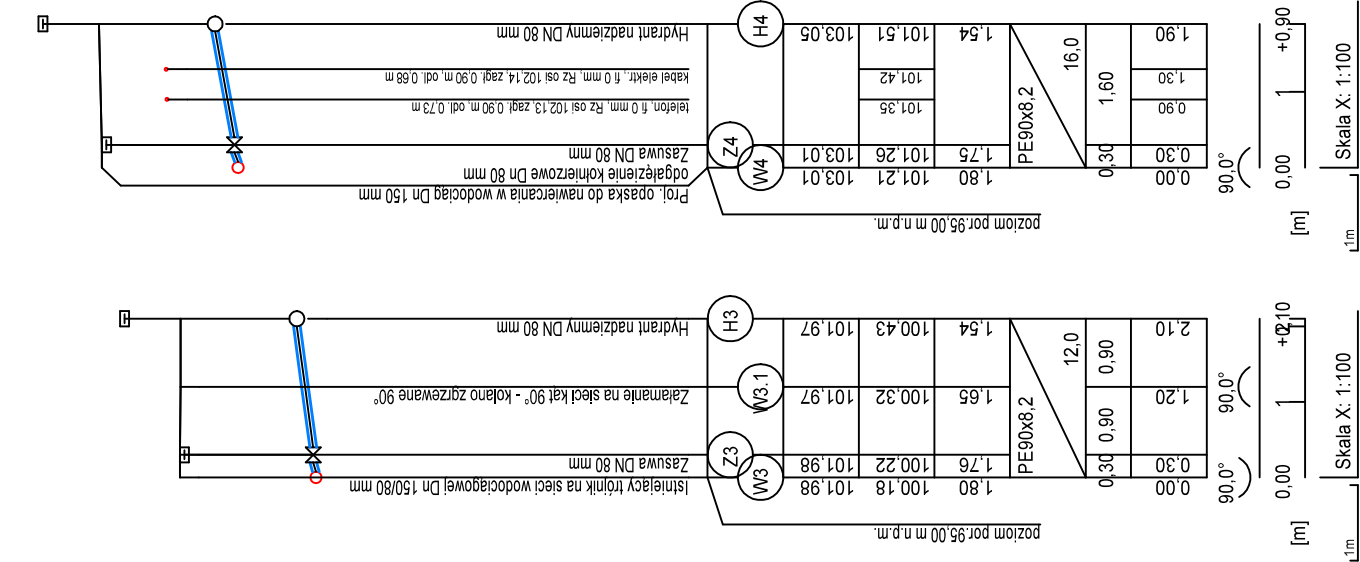 Hydrant nadziemny DN 80 mm
kabel elektr., fi 0 mm, Rz osi 102,14, zagł. 0,90 m, odl. 0,68 m
telefon, fi 0 mm, Rz osi 102,13, zagł. 0,90 m, odl. 0,73 m
Zasuwa DN 80 mm
odgałęzienie kołnierzowe Dn 80 mm
Proj. opaska do nawiercania w wodociąg Dn 150 mm
poziom por.95,00 m n.p.m.
H4
Z4
W4
103,05
103,01
103,01
101,51
101,42
101,35
101,26
101,21
1,54
1,75
1,80
PE90x8,2
16,0
0,30
1,60
1,90
1,30
0,90
0,30
0,00
90,0°
0,00
1
+0,90
[m]
Skala X: 1:100
1m
Hydrant nadziemny DN 80 mm
Załamanie na sieci kąt 90° - kolano zgrzewane 90°
Zasuwa DN 80 mm
Istniejący trójnik na sieci wodociągowej Dn 150/80 mm
poziom por.95,00 m n.p.m.
H3
W3.1
Z3
W3
101,97
101,97
101,98
101,98
100,43
100,32
100,22
100,18
1,54
1,65
1,76
1,80
PE90x8,2
12,0
0,30
0,90
0,90
2,10
1,20
0,30
0,00
90,0°
90,0°
0,00
1
+0,10
[m]
Skala X: 1:100
1m